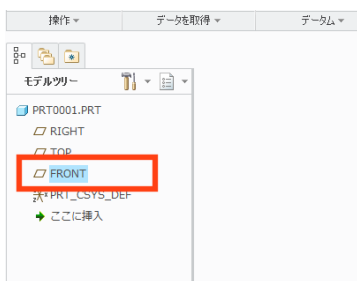 操作 データを取得 データム
モデルツリー
PRT0001.PRT
RIGHT
TOP
FRONT
PRT_CSYS_DEF
ここに挿入